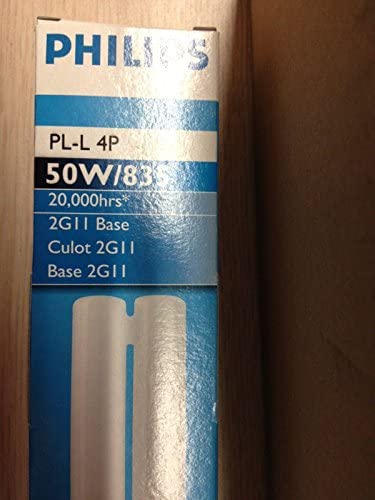 PHILIPS
PL-L 4P
50W/835
20,000hrs*
2G11 Base
Culot 2G11
Base 2G11